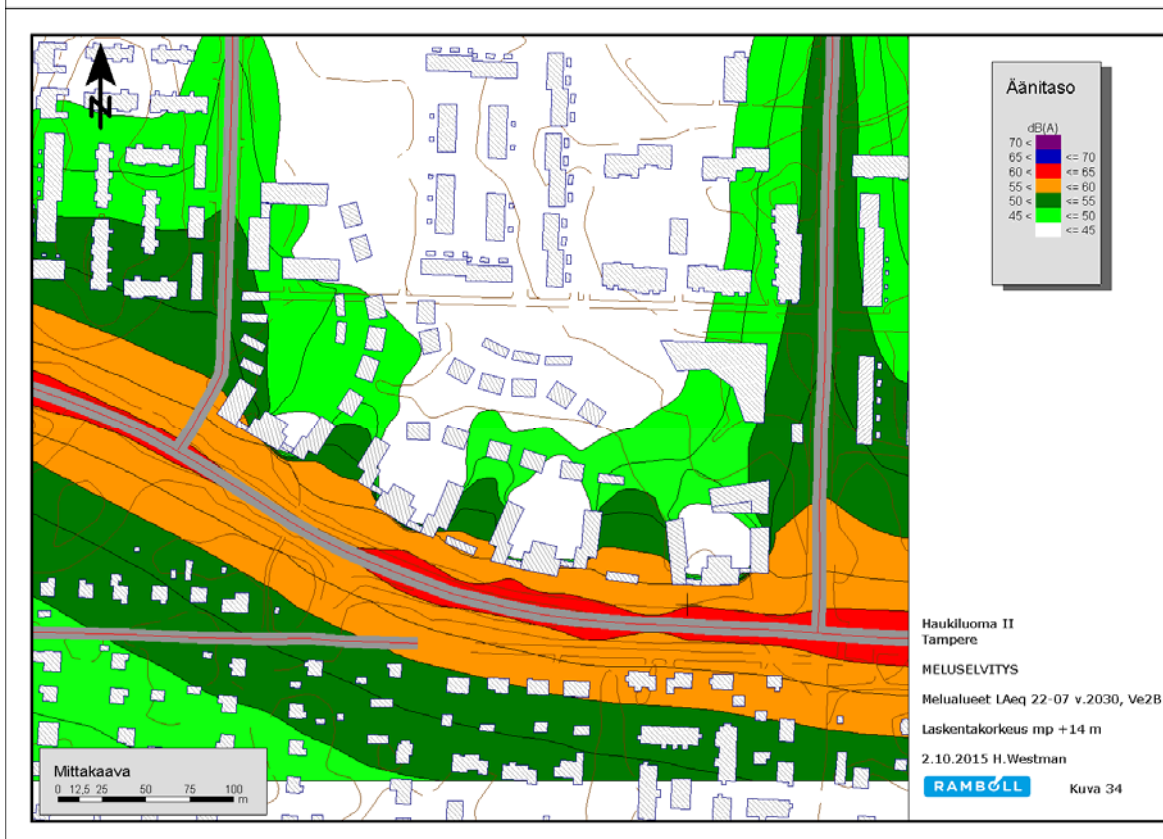 N
Äänitaso
dB(A)
70 <
65 < <= 70
60 < <= 65
55 < <= 60
50 < <= 55
45 < <= 50
<= 45
Haukiluoma II
Tampere
MELUSELVITYS
Melualueet LAeq 22-07 v.2030, Ve2B
Laskentakorkeus mp +14 m
2.10.2015 H.Westman
RAMBOLL Kuva 34
Mittakaava
0 12,5 25 50 75 100
m